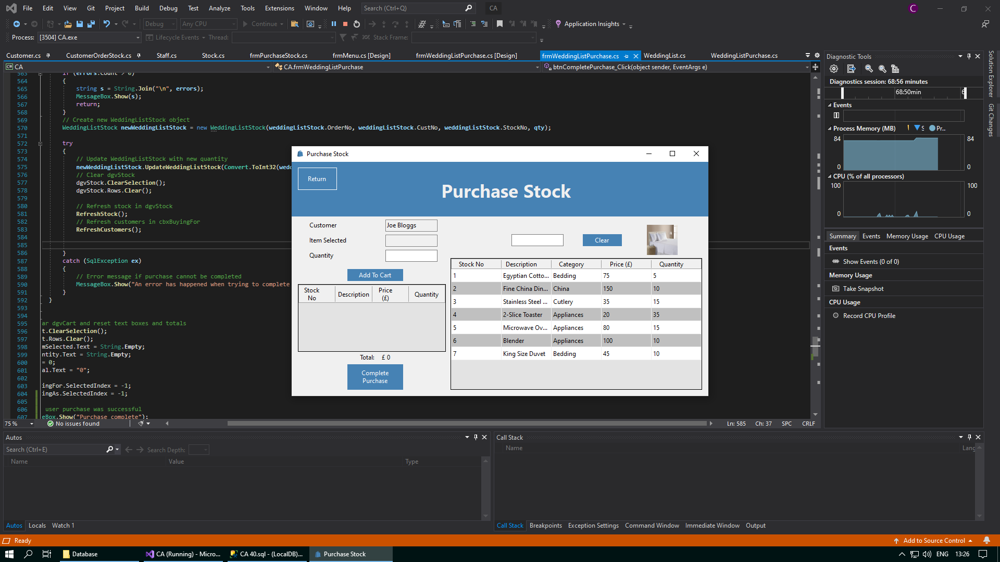 File Edit View Git Project Build Debug Test Analyze Tools Extensions Window Help Search (Ctrl+Q) CA C
Debug Any CPU Continue Application Insights
Process: [3504] CA.exe Lifecycle Events Thread: Stack Frame:
Customer.cs CustomerOrderStock.cs Staff.cs Stock.cs frmPurchaseStock.cs frmMenu.cs [Design] frmWeddingListPurchase.cs [Design] frmWeddingListPurchase.cs WeddingList.cs WeddingListPurchase.cs
CA CA.frmWeddingListPurchase btnCompletePurchase_Click(object sender, EventArgs e)
563 if (errors.Count > 0)
564 {
565 string s = String.Join("\n", errors);
566 MessageBox.Show(s);
567 return;
568 }
569 // Create new WeddingListStock object
570 WeddingListStock newWeddingListStock = new WeddingListStock(weddingListStock.OrderNo, weddingListStock.CustNo, weddingListStock.StockNo, qty);
571
572 try
573 {
574 // Update WeddingListStock with new quantity
575 newWeddingListStock.UpdateWeddingListStock(Convert.ToInt32(wedd
576 // Clear dgvStock
577 dgvStock.ClearSelection();
578 dgvStock.Rows.Clear();
579
580 // Refresh stock in dgvStock
581 RefreshStock();
582 // Refresh customers in cbxBuyingFor
583 RefreshCustomers();
584
585
586 }
587 catch (SqlException ex)
588 {
589 // Error message if purchase cannot be completed
590 MessageBox.Show("An error has happened when trying to complete
591 }
592 }
593
594
595 ar dgvCart and reset text boxes and totals
596 t.ClearSelection();
597 t.Rows.Clear();
598 mSelected.Text = String.Empty;
599 ntity.Text = String.Empty;
600 = 0;
601 al.Text = "0";
602
603 ingFor.SelectedIndex = -1;
604 ingAs.SelectedIndex = -1;
605
606 user purchase was successful
607 eBox.Show("Purchase complete");
75 % No issues found Ln: 585 Ch: 37 SPC CRLF
Purchase Stock
Return
Purchase Stock
Customer Joe Bloggs
Item Selected
Quantity
Clear
Add To Cart
Stock No Description Price (£) Quantity
Total: £ 0
Complete Purchase
Stock No Description Category Price (£) Quantity
1 Egyptian Cotto... Bedding 75 5
2 Fine China Din... China 150 10
3 Stainless Steel ... Cutlery 35 15
4 2-Slice Toaster Appliances 20 35
5 Microwave Ov... Appliances 80 15
6 Blender Appliances 100 10
7 King Size Duvet Bedding 45 10
Diagnostic Tools
Diagnostics session: 68:56 minutes
68:50min 6
Events
Process Memory (MB) S Pr...
84 84
0 0
CPU (% of all processors)
100 100
0 0
Summary Events Memory Usage CPU Usage
Events
Show Events (0 of 0)
Memory Usage
Take Snapshot
CPU Usage
Record CPU Profile
Solution Explorer
Git Changes
Autos
Search (Ctrl+E) Search Depth:
Name Value Type
Autos Locals Watch 1
Call Stack
Name Lang
Call Stack Breakpoints Exception Settings Command Window Immediate Window Output
Ready Add to Source Control
Database CA (Running) - Micro... CA 40.sql - (LocalDB)... Purchase Stock ENG 13:26